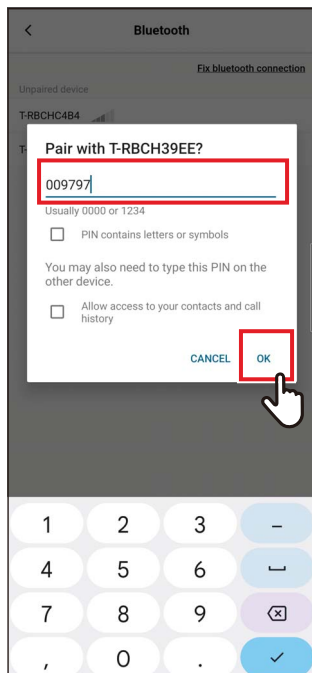 Bluetooth
Fix bluetooth connection
Unpaired device
T-RBCHC4B4
T-
Pair with T-RBCH39EE?
009797
Usually 0000 or 1234
PIN contains letters or symbols
You may also need to type this PIN on the
other device.
Allow access to your contacts and call
history
CANCEL OK
1 2 3 –
4 5 6
7 8 9
, 0 .